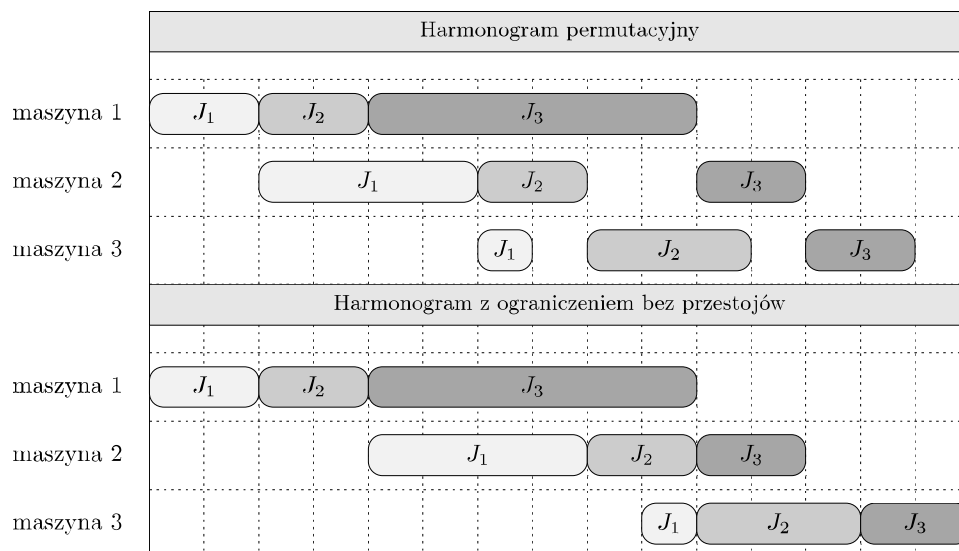 Harmonogram permutacyjny
maszyna 1 J₁ J₂ J₃
maszyna 2 J₁ J₂ J₃
maszyna 3 J₁ J₂ J₃
Harmonogram z ograniczeniem bez przestojów
maszyna 1 J₁ J₂ J₃
maszyna 2 J₁ J₂ J₃
maszyna 3 J₁ J₂ J₃